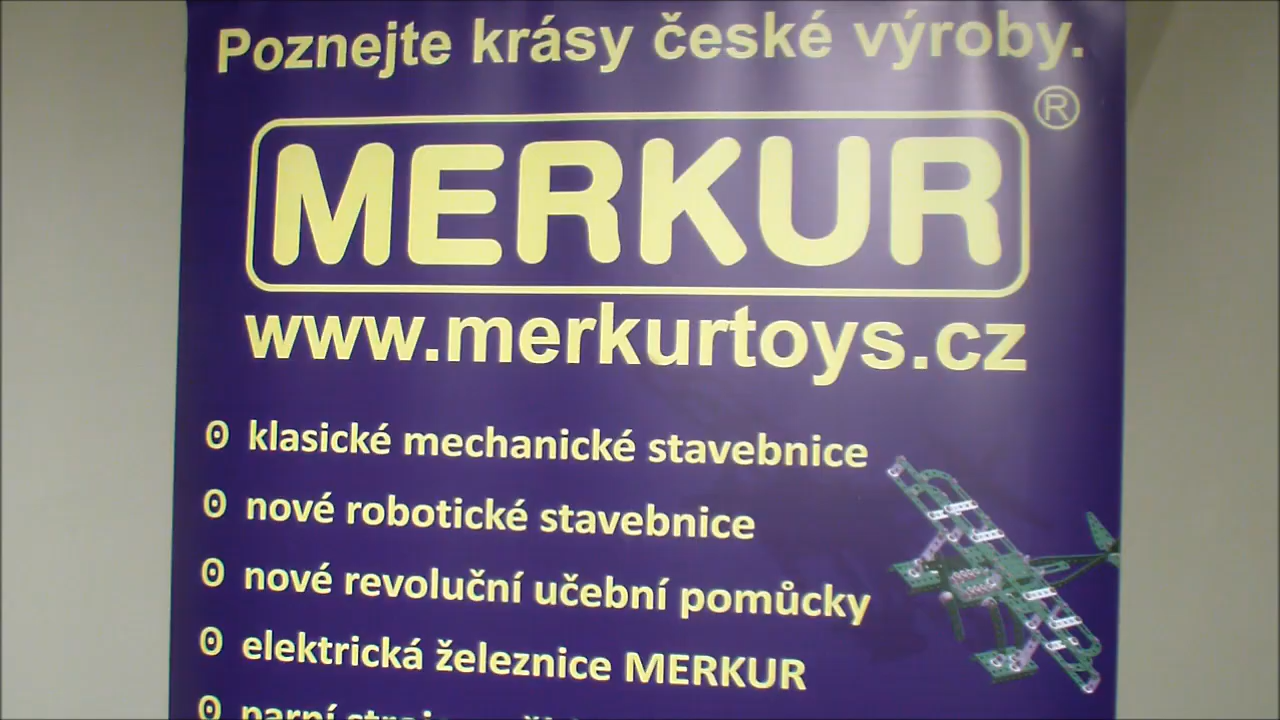 Poznejte krásy české výroby.
MERKUR ®
www.merkurtoys.cz
klasické mechanické stavebnice
nové robotické stavebnice
nové revoluční učební pomůcky
elektrická železnice MERKUR
parní